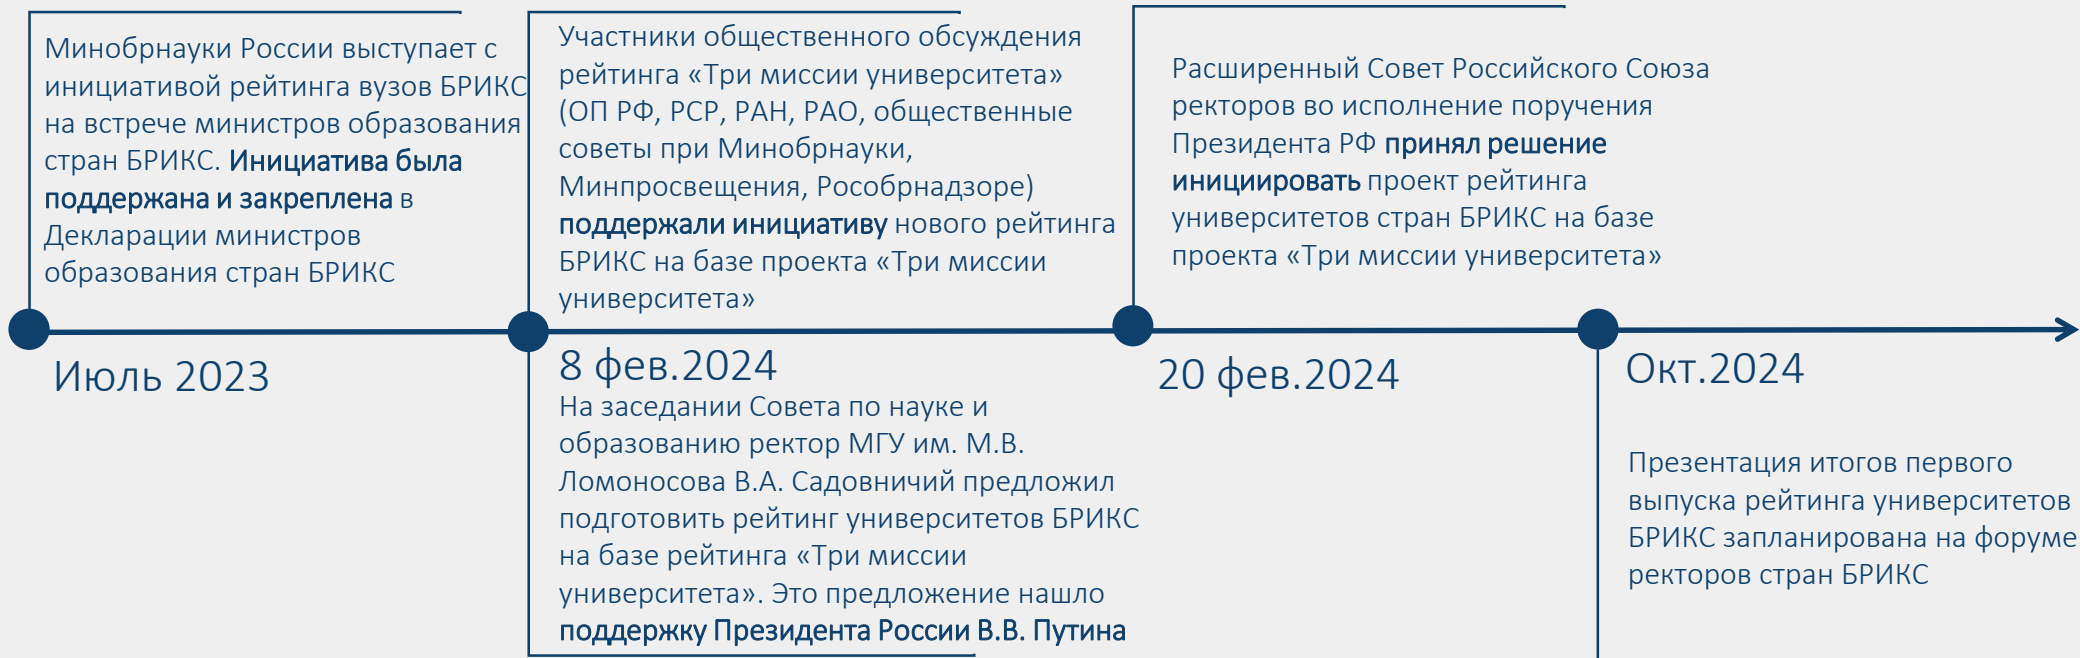 Минобрнауки России выступает с
инициативой рейтинга вузов БРИКС
на встрече министров образования
стран БРИКС. Инициатива была
поддержана и закреплена в
Декларации министров
образования стран БРИКС
Июль 2023
Участники общественного обсуждения
рейтинга «Три миссии университета»
(ОП РФ, РСР, РАН, РАО, общественные
советы при Минобрнауки,
Минпросвещения, Рособрнадзоре)
поддержали инициативу нового рейтинга
БРИКС на базе проекта «Три миссии
университета»
8 фев.2024
На заседании Совета по науке и
образованию ректор МГУ им. М.В.
Ломоносова В.А. Садовничий предложил
подготовить рейтинг университетов БРИКС
на базе рейтинга «Три миссии
университета». Это предложение нашло
поддержку Президента России В.В. Путина
Расширенный Совет Российского Союза
ректоров во исполнение поручения
Президента РФ принял решение
инициировать проект рейтинга
университетов стран БРИКС на базе
проекта «Три миссии университета»
20 фев.2024
Окт.2024
Презентация итогов первого
выпуска рейтинга университетов
БРИКС запланирована на форуме
ректоров стран БРИКС